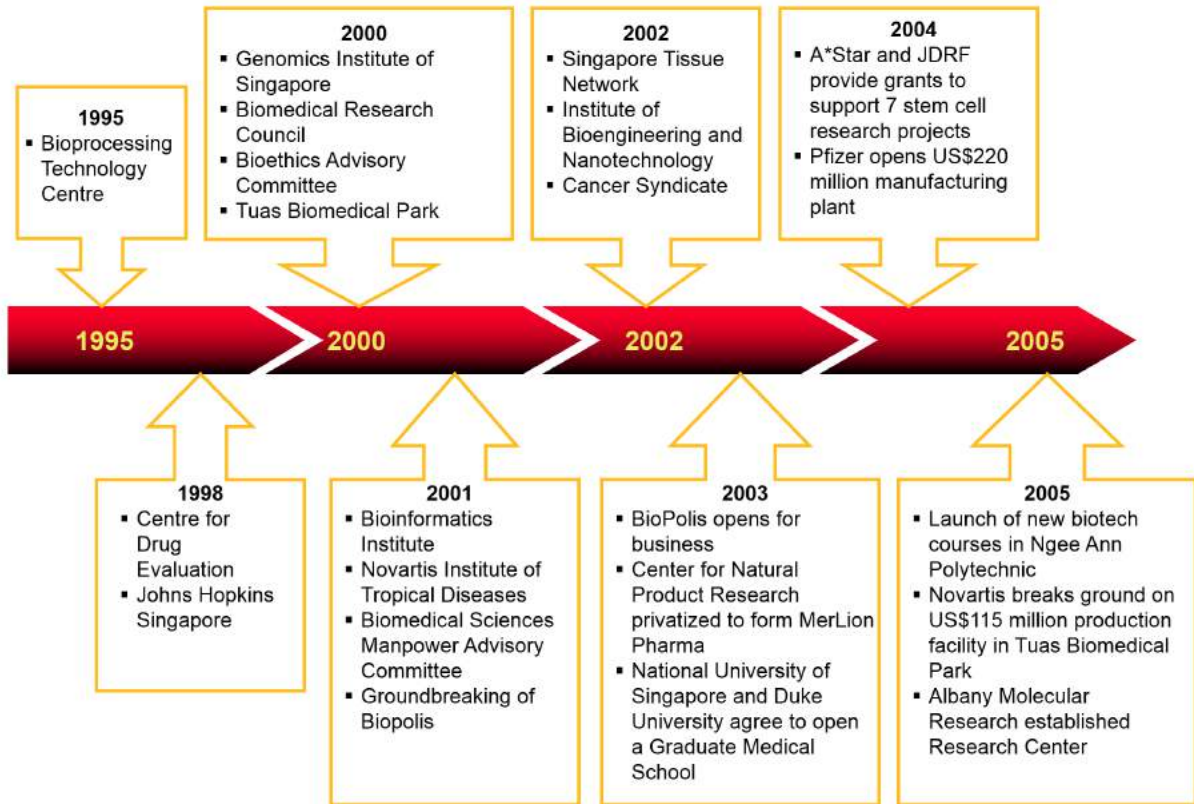 2000
▪ Genomics Institute of
Singapore
▪ Biomedical Research
Council
▪ Bioethics Advisory
Committee
▪ Tuas Biomedical Park
2002
▪ Singapore Tissue
Network
▪ Institute of
Bioengineering and
Nanotechnology
▪ Cancer Syndicate
2004
▪ A*Star and JDRF
provide grants to
support 7 stem cell
research projects
▪ Pfizer opens US$220
million manufacturing
plant
1995
▪ Bioprocessing
Technology
Centre
1995
2000
2002
2005
1998
▪ Centre for
Drug
Evaluation
▪ Johns Hopkins
Singapore
2001
▪ Bioinformatics
Institute
▪ Novartis Institute of
Tropical Diseases
▪ Biomedical Sciences
Manpower Advisory
Committee
▪ Groundbreaking of
Biopolis
2003
▪ BioPolis opens for
business
▪ Center for Natural
Product Research
privatized to form MerLion
Pharma
▪ National University of
Singapore and Duke
University agree to open
a Graduate Medical
School
2005
▪ Launch of new biotech
courses in Ngee Ann
Polytechnic
▪ Novartis breaks ground on
US$115 million production
facility in Tuas Biomedical
Park
▪ Albany Molecular
Research established
Research Center